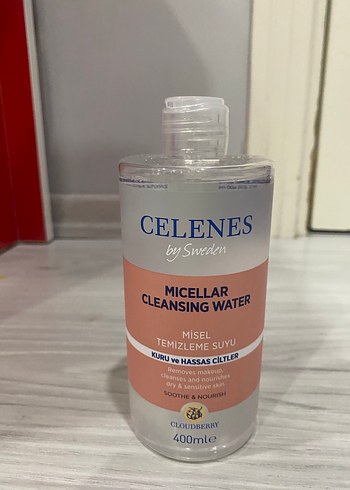 CELENES
by Sweden
MICELLAR
CLEANSING WATER
MİSEL
TEMİZLEME SUYU
KURU ve HASSAS CİLTLER
Removes makeup,
cleanses and nourishes
dry & sensitive skin.
SOOTHE & NOURISH
CLOUDBERRY
400ml℮